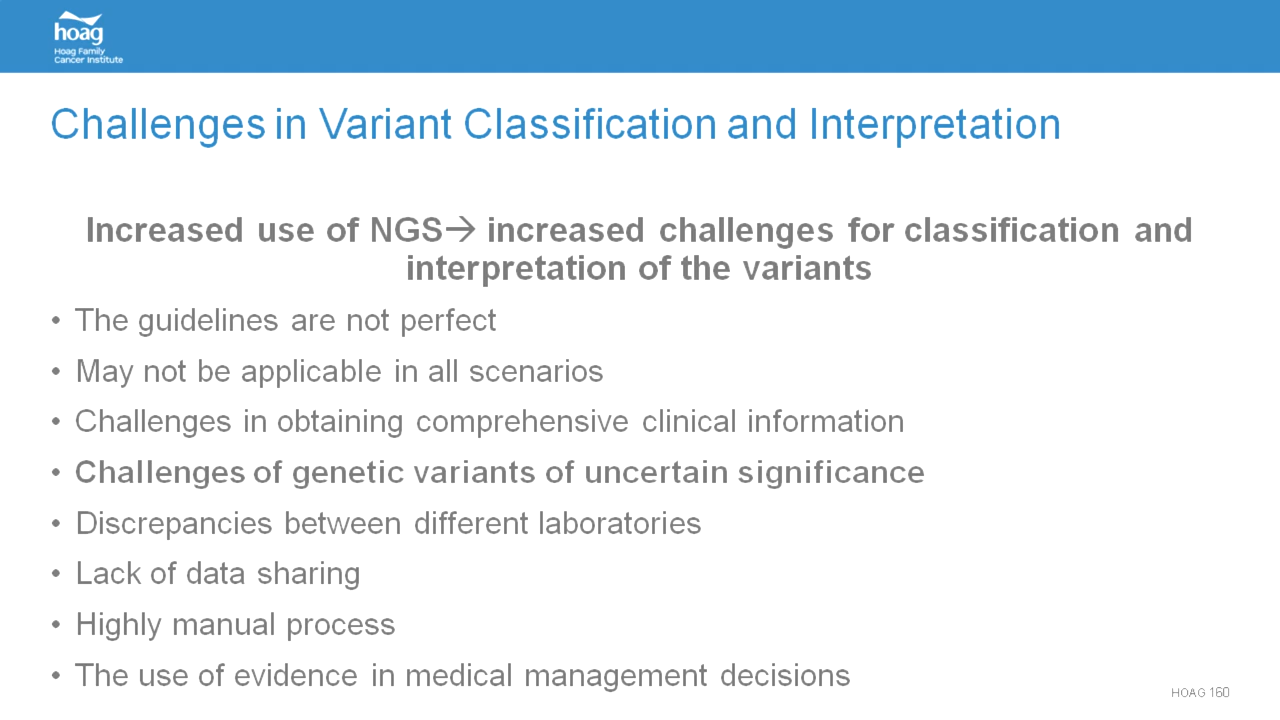 hoag
Hoag Family
Cancer Institute
Challenges in Variant Classification and Interpretation
Increased use of NGS→ increased challenges for classification and
interpretation of the variants
• The guidelines are not perfect
• May not be applicable in all scenarios
• Challenges in obtaining comprehensive clinical information
• Challenges of genetic variants of uncertain significance
• Discrepancies between different laboratories
• Lack of data sharing
• Highly manual process
• The use of evidence in medical management decisions
HOAG 160